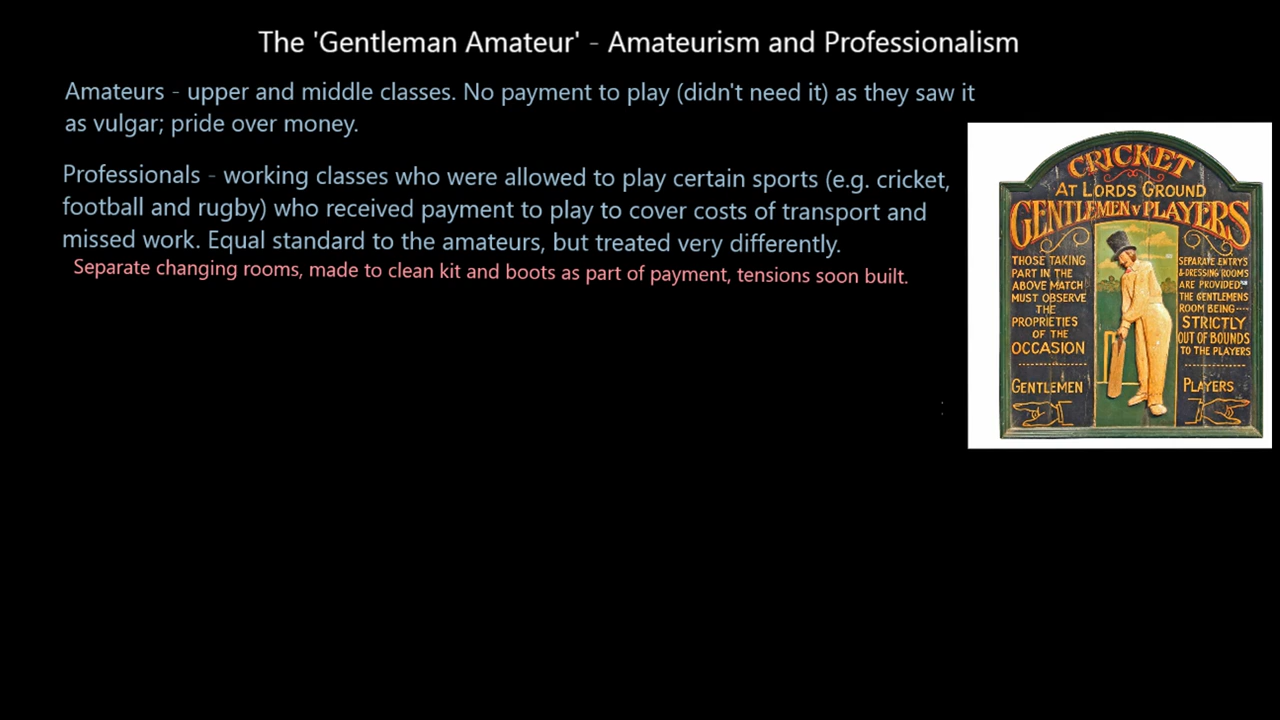 The 'Gentleman Amateur' - Amateurism and Professionalism
Amateurs - upper and middle classes. No payment to play (didn't need it) as they saw it
as vulgar; pride over money.
Professionals - working classes who were allowed to play certain sports (e.g. cricket,
football and rugby) who received payment to play to cover costs of transport and
missed work. Equal standard to the amateurs, but treated very differently.
Separate changing rooms, made to clean kit and boots as part of payment, tensions soon built.
CRICKET
AT LORDS GROUND
GENTLEMEN v PLAYERS
THOSE TAKING
PART IN THE
ABOVE MATCH
MUST OBSERVE
THE
PROPRIETIES
OF THE
OCCASION
GENTLEMEN
SEPARATE ENTRYS
& DRESSING ROOMS
ARE PROVIDED
THE GENTLEMENS
ROOM BEING----
STRICTLY
OUT OF BOUNDS
TO THE PLAYERS
PLAYERS